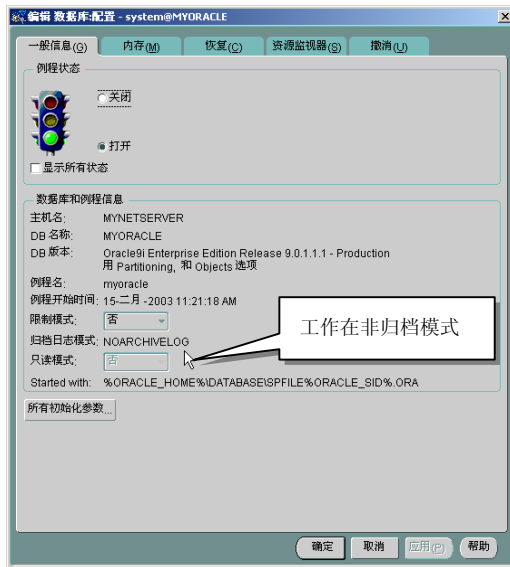 编辑 数据库:配置 - system@MYORACLE
一般信息(G) 内存(M) 恢复(C) 资源监视器(S) 撤消(U)
例程状态
关闭
打开
显示所有状态
数据库和例程信息
主机名: MYNETSERVER
DB 名称: MYORACLE
DB 版本: Oracle9i Enterprise Edition Release 9.0.1.1.1 - Production
用 Partitioning, 和 Objects 选项
例程名: myoracle
例程开始时间: 15-二月 -2003 11:21:18 AM
限制模式: 否
工作在非归档模式
归档日志模式: NOARCHIVELOG
只读模式: 否
Started with: %ORACLE_HOME%\DATABASE\SPFILE%ORACLE_SID%.ORA
所有初始化参数...
确定 取消 应用(P) 帮助